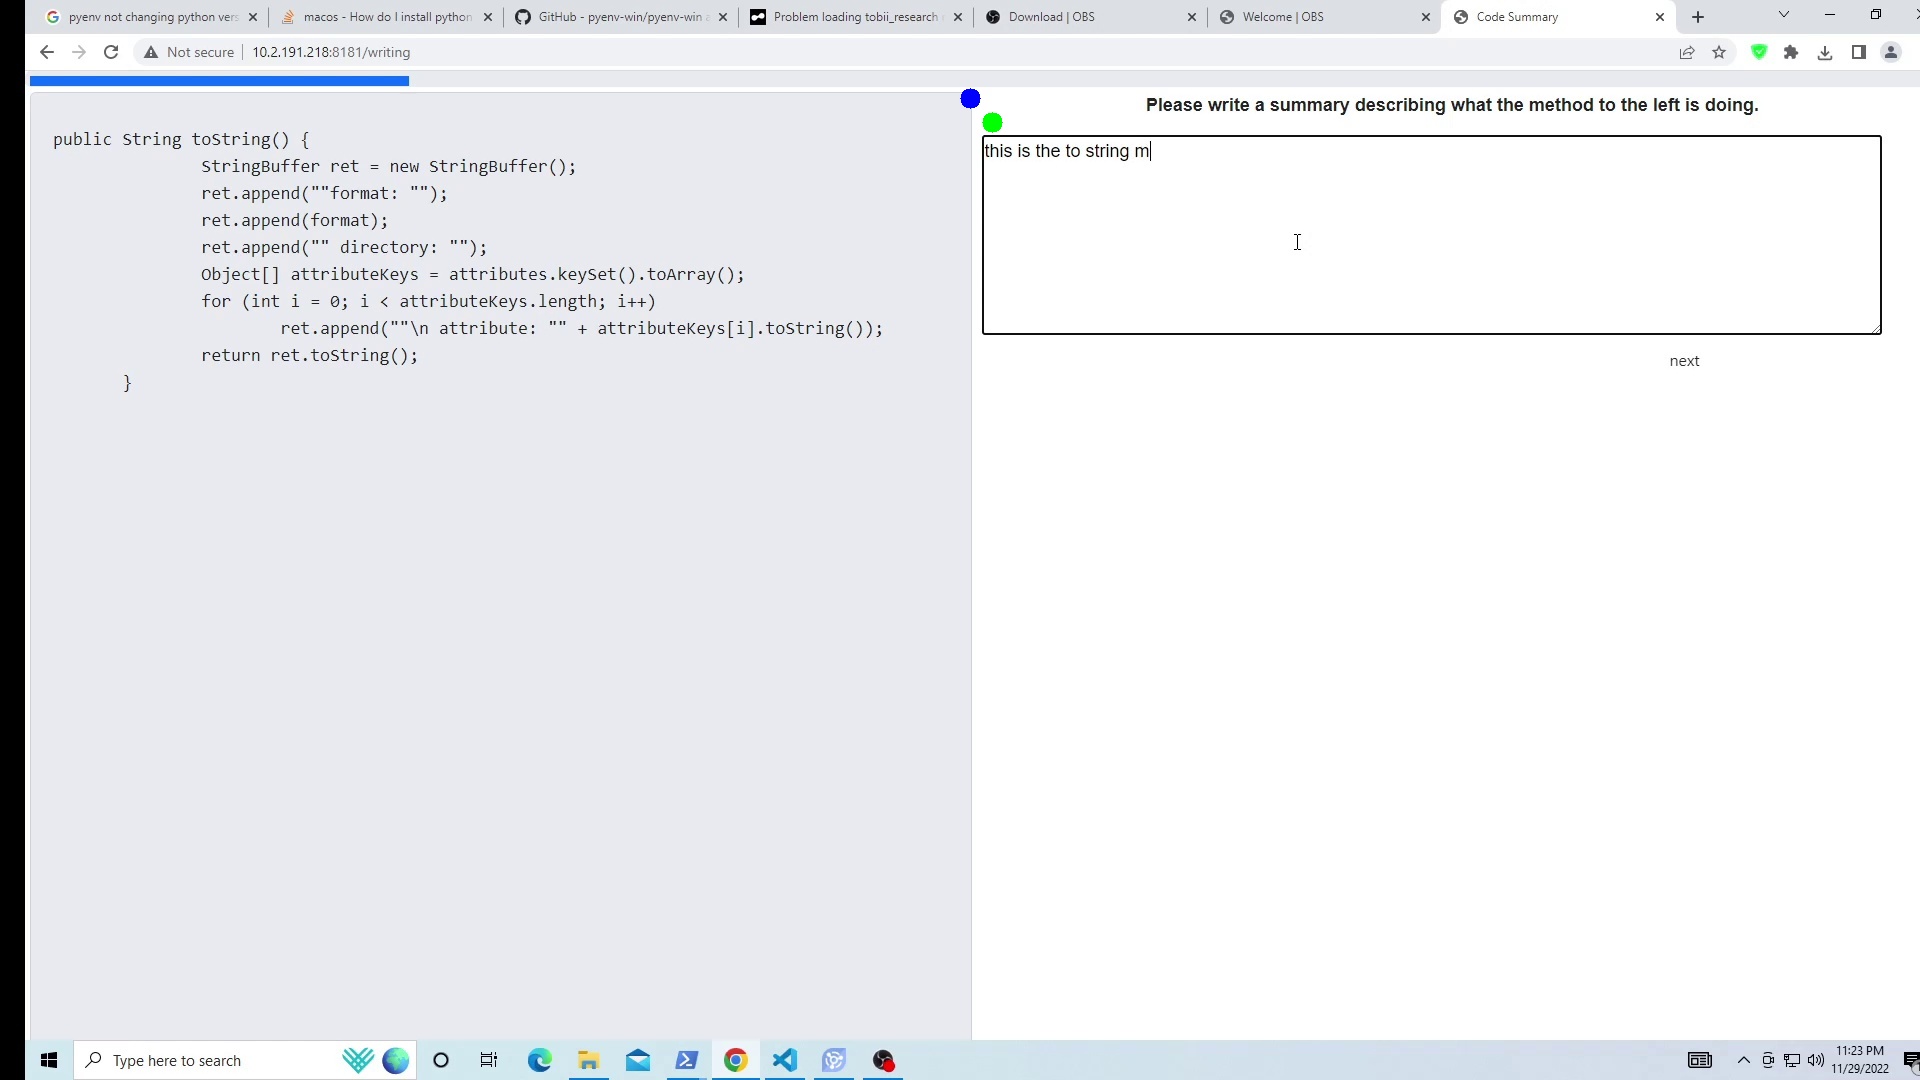 pyenv not changing python vers
macos - How do I install python
GitHub - pyenv-win/pyenv-win a
Problem loading tobii_research
Download | OBS
Welcome | OBS
Code Summary
Not secure
10.2.191.218:8181/writing
Please write a summary describing what the method to the left is doing.
public String toString() {
StringBuffer ret = new StringBuffer();
ret.append(""format: "");
ret.append(format);
ret.append("" directory: "");
Object[] attributeKeys = attributes.keySet().toArray();
for (int i = 0; i < attributeKeys.length; i++)
ret.append(""\n attribute: "" + attributeKeys[i].toString());
return ret.toString();
}
this is the to string m
next
Type here to search
11:23 PM
11/29/2022